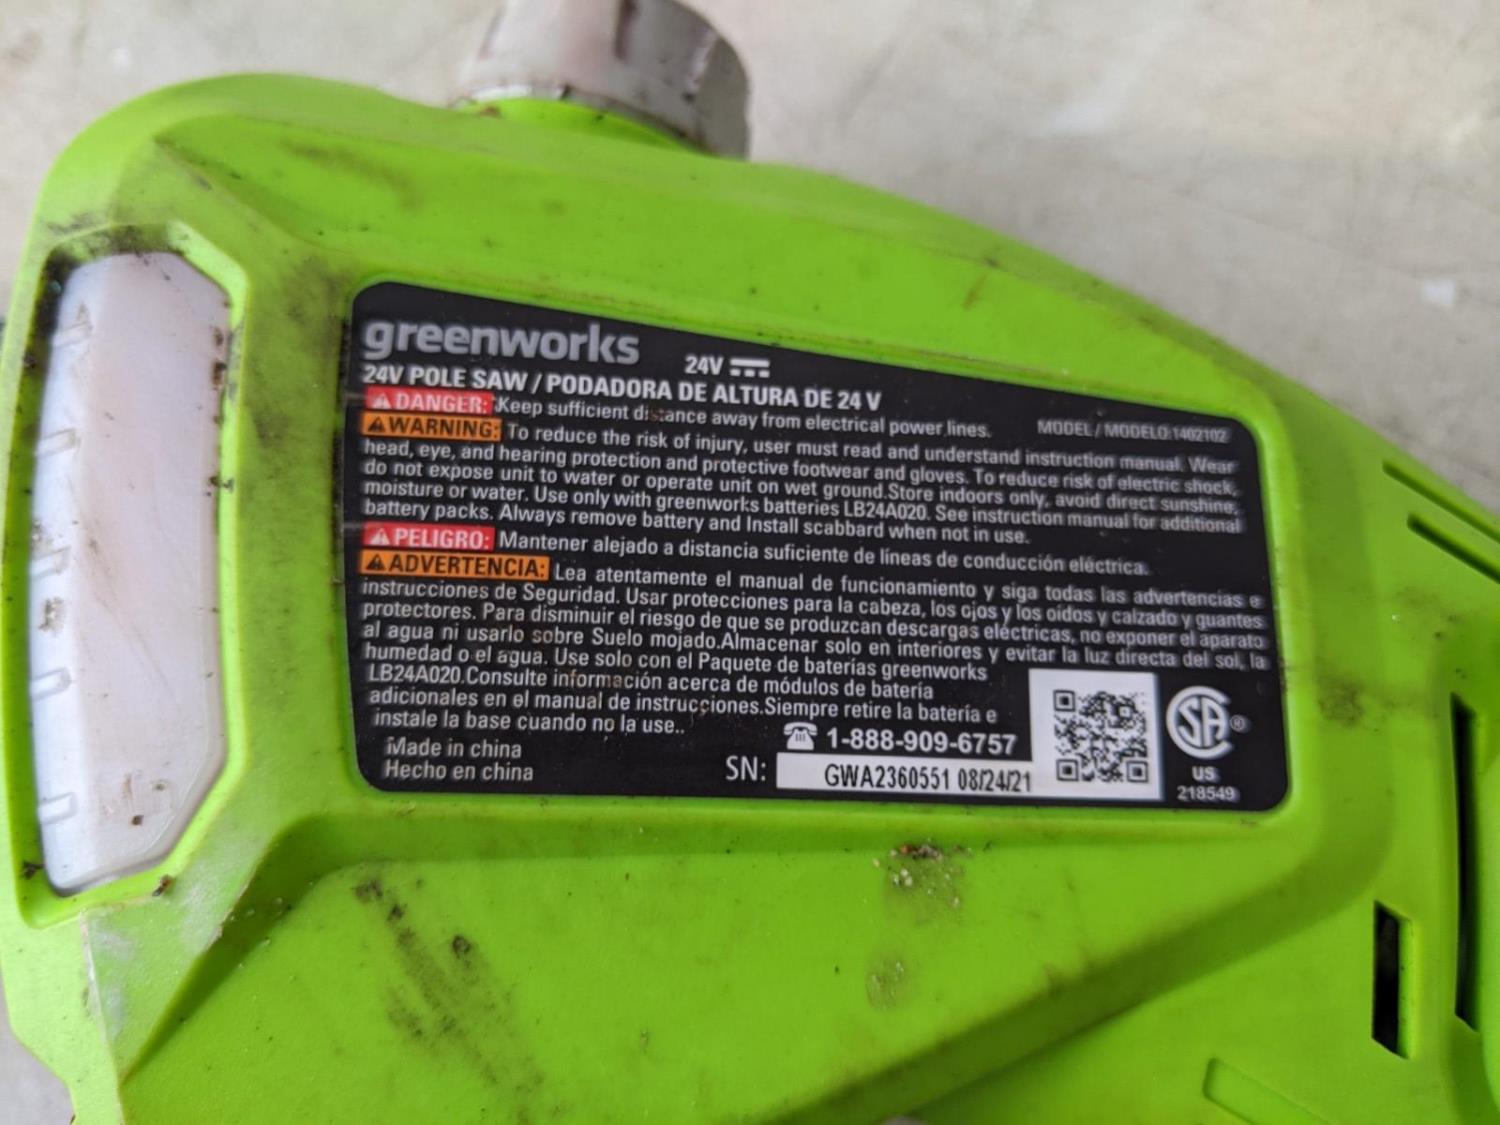 greenworks 24V
24V POLE SAW / PODADORA DE ALTURA DE 24 V
DANGER: Keep sufficient distance away from electrical power lines. MODEL / MODELO:1402102
WARNING: To reduce the risk of injury, user must read and understand instruction manual. Wear
head, eye, and hearing protection and protective footwear and gloves. To reduce risk of electric shock,
do not expose unit to water or operate unit on wet ground.Store indoors only, avoid direct sunshine,
moisture or water. Use only with greenworks batteries LB24A020. See instruction manual for additional
battery packs. Always remove battery and Install scabbard when not in use.
PELIGRO: Mantener alejado a distancia suficiente de líneas de conducción eléctrica.
ADVERTENCIA: Lea atentamente el manual de funcionamiento y siga todas las advertencias e
instrucciones de Seguridad. Usar protecciones para la cabeza, los ojos y los oídos y calzado y guantes
protectores. Para disminuir el riesgo de que se produzcan descargas eléctricas, no exponer el aparato
al agua ni usarlo sobre Suelo mojado.Almacenar solo en interiores y evitar la luz directa del sol, la
humedad o el agua. Use solo con el Paquete de baterías greenworks
LB24A020.Consulte información acerca de módulos de batería
adicionales en el manual de instrucciones.Siempre retire la batería e
instale la base cuando no la use..
Made in china
Hecho en china
1-888-909-6757
SN: GWA2360551 08/24/21
SA®
US
218549